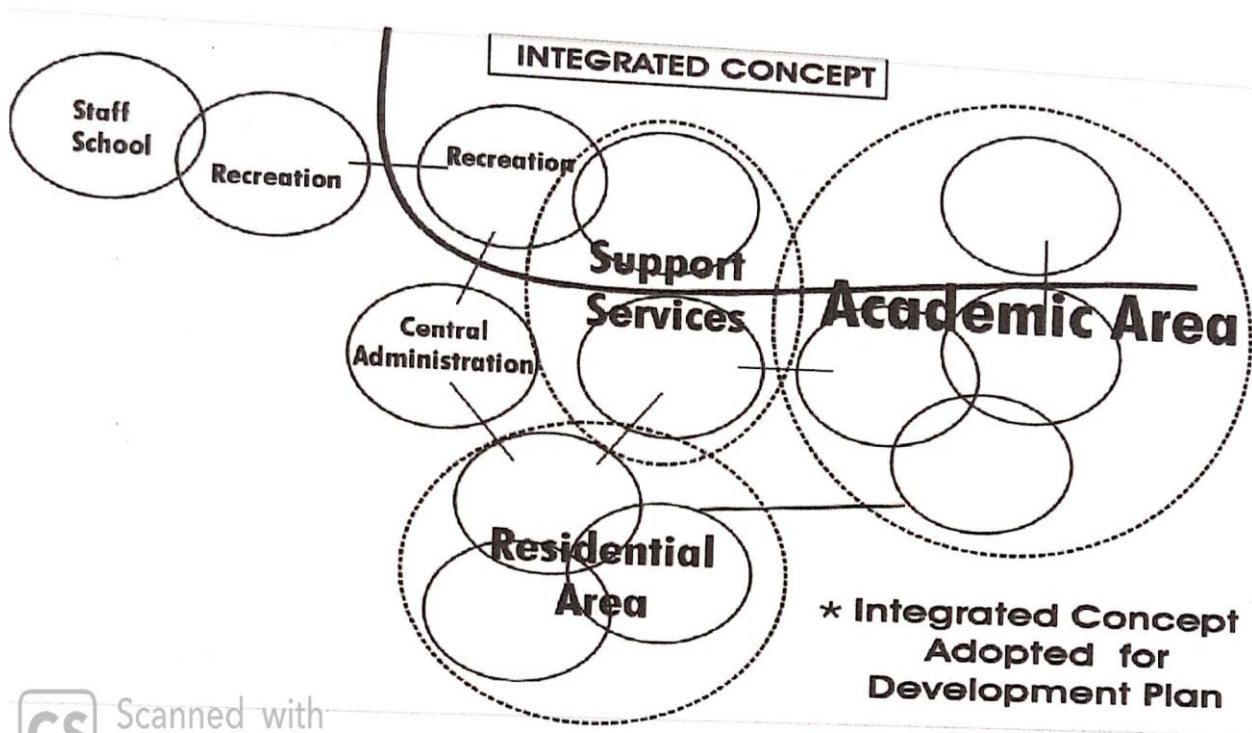 INTEGRATED CONCEPT
Staff
School
Recreation
Recreation
Support
Services
Academic Area
Central
Administration
Residential
Area
* Integrated Concept
Adopted for
Development Plan
CS Scanned with